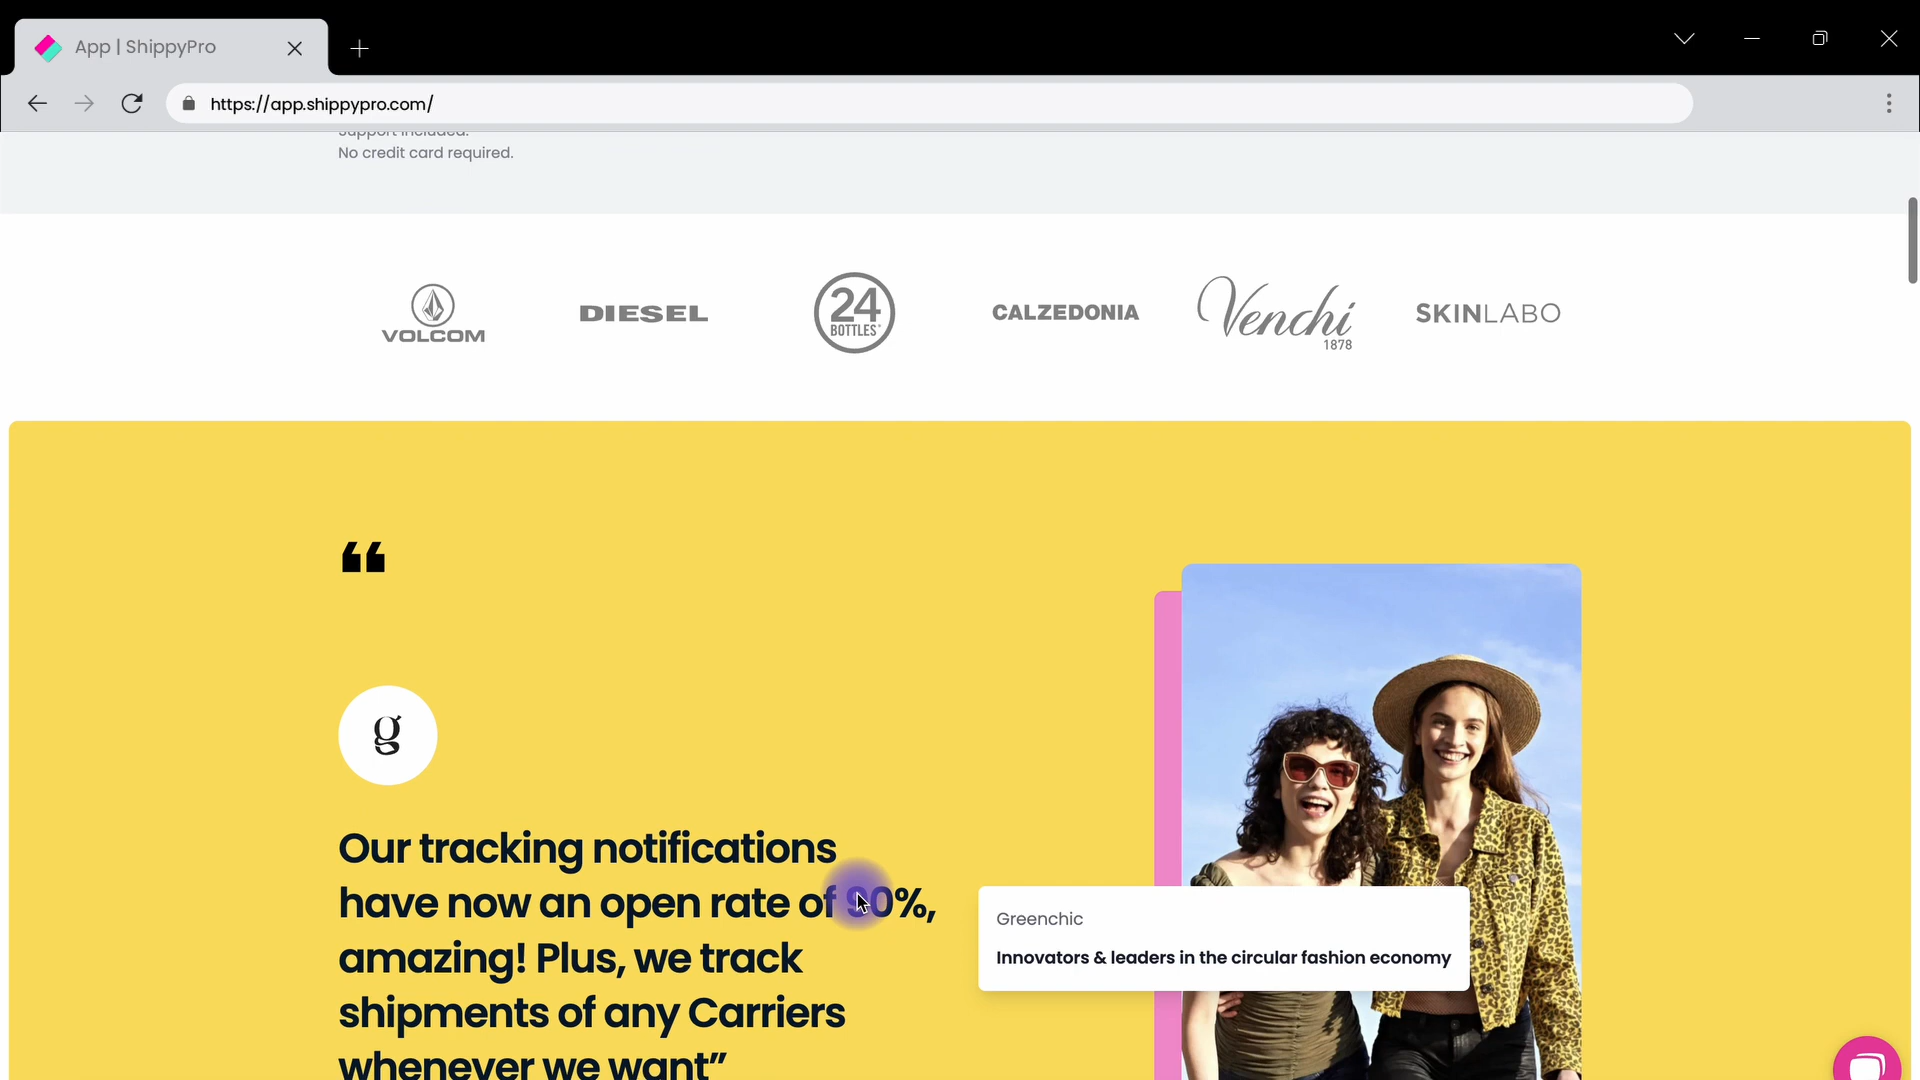 App | ShippyPro
https://app.shippypro.com/
Support included.
No credit card required.
VOLCOM
DIESEL
24
BOTTLES
CALZEDONIA
Venchi
1878
SKINLABO
“
g
Our tracking notifications
have now an open rate of 90%,
amazing! Plus, we track
shipments of any Carriers
whenever we want”
Greenchic
Innovators & leaders in the circular fashion economy